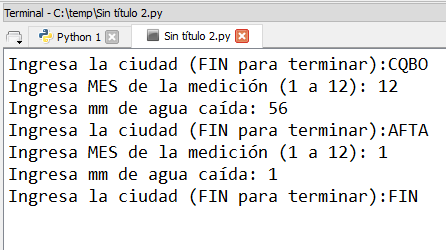 Terminal - C:\temp\Sin título 2.py
Python 1
Sin título 2.py
Ingresa la ciudad (FIN para terminar):CQBO
Ingresa MES de la medición (1 a 12): 12
Ingresa mm de agua caída: 56
Ingresa la ciudad (FIN para terminar):AFTA
Ingresa MES de la medición (1 a 12): 1
Ingresa mm de agua caída: 1
Ingresa la ciudad (FIN para terminar):FIN